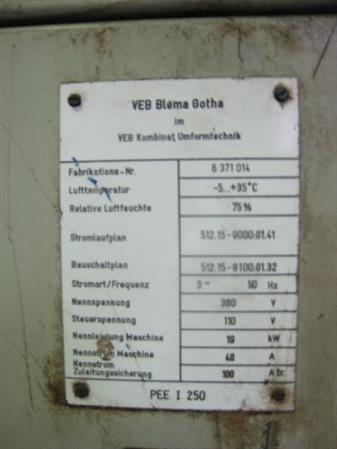 VEB Blema Gotha
im
VEB Kombinat Umformtechnik
Fabrikations-Nr. 6 371 014
Lufttemperatur -5...+35°C
Relative Luftfeuchte 75 %
Stromlaufplan 512.15-9000:01.41
Bauschaltplan 512.15-9100:01.32
Stromart/Frequenz 3~ 50 Hz
Nennspannung 380 V
Steuerspannung 110 V
Nennleistung Maschine 19 kW
Nennstrom Maschine 40 A
Nennstrom
Zuleitungssicherung 100 A tr.
PEE I 250